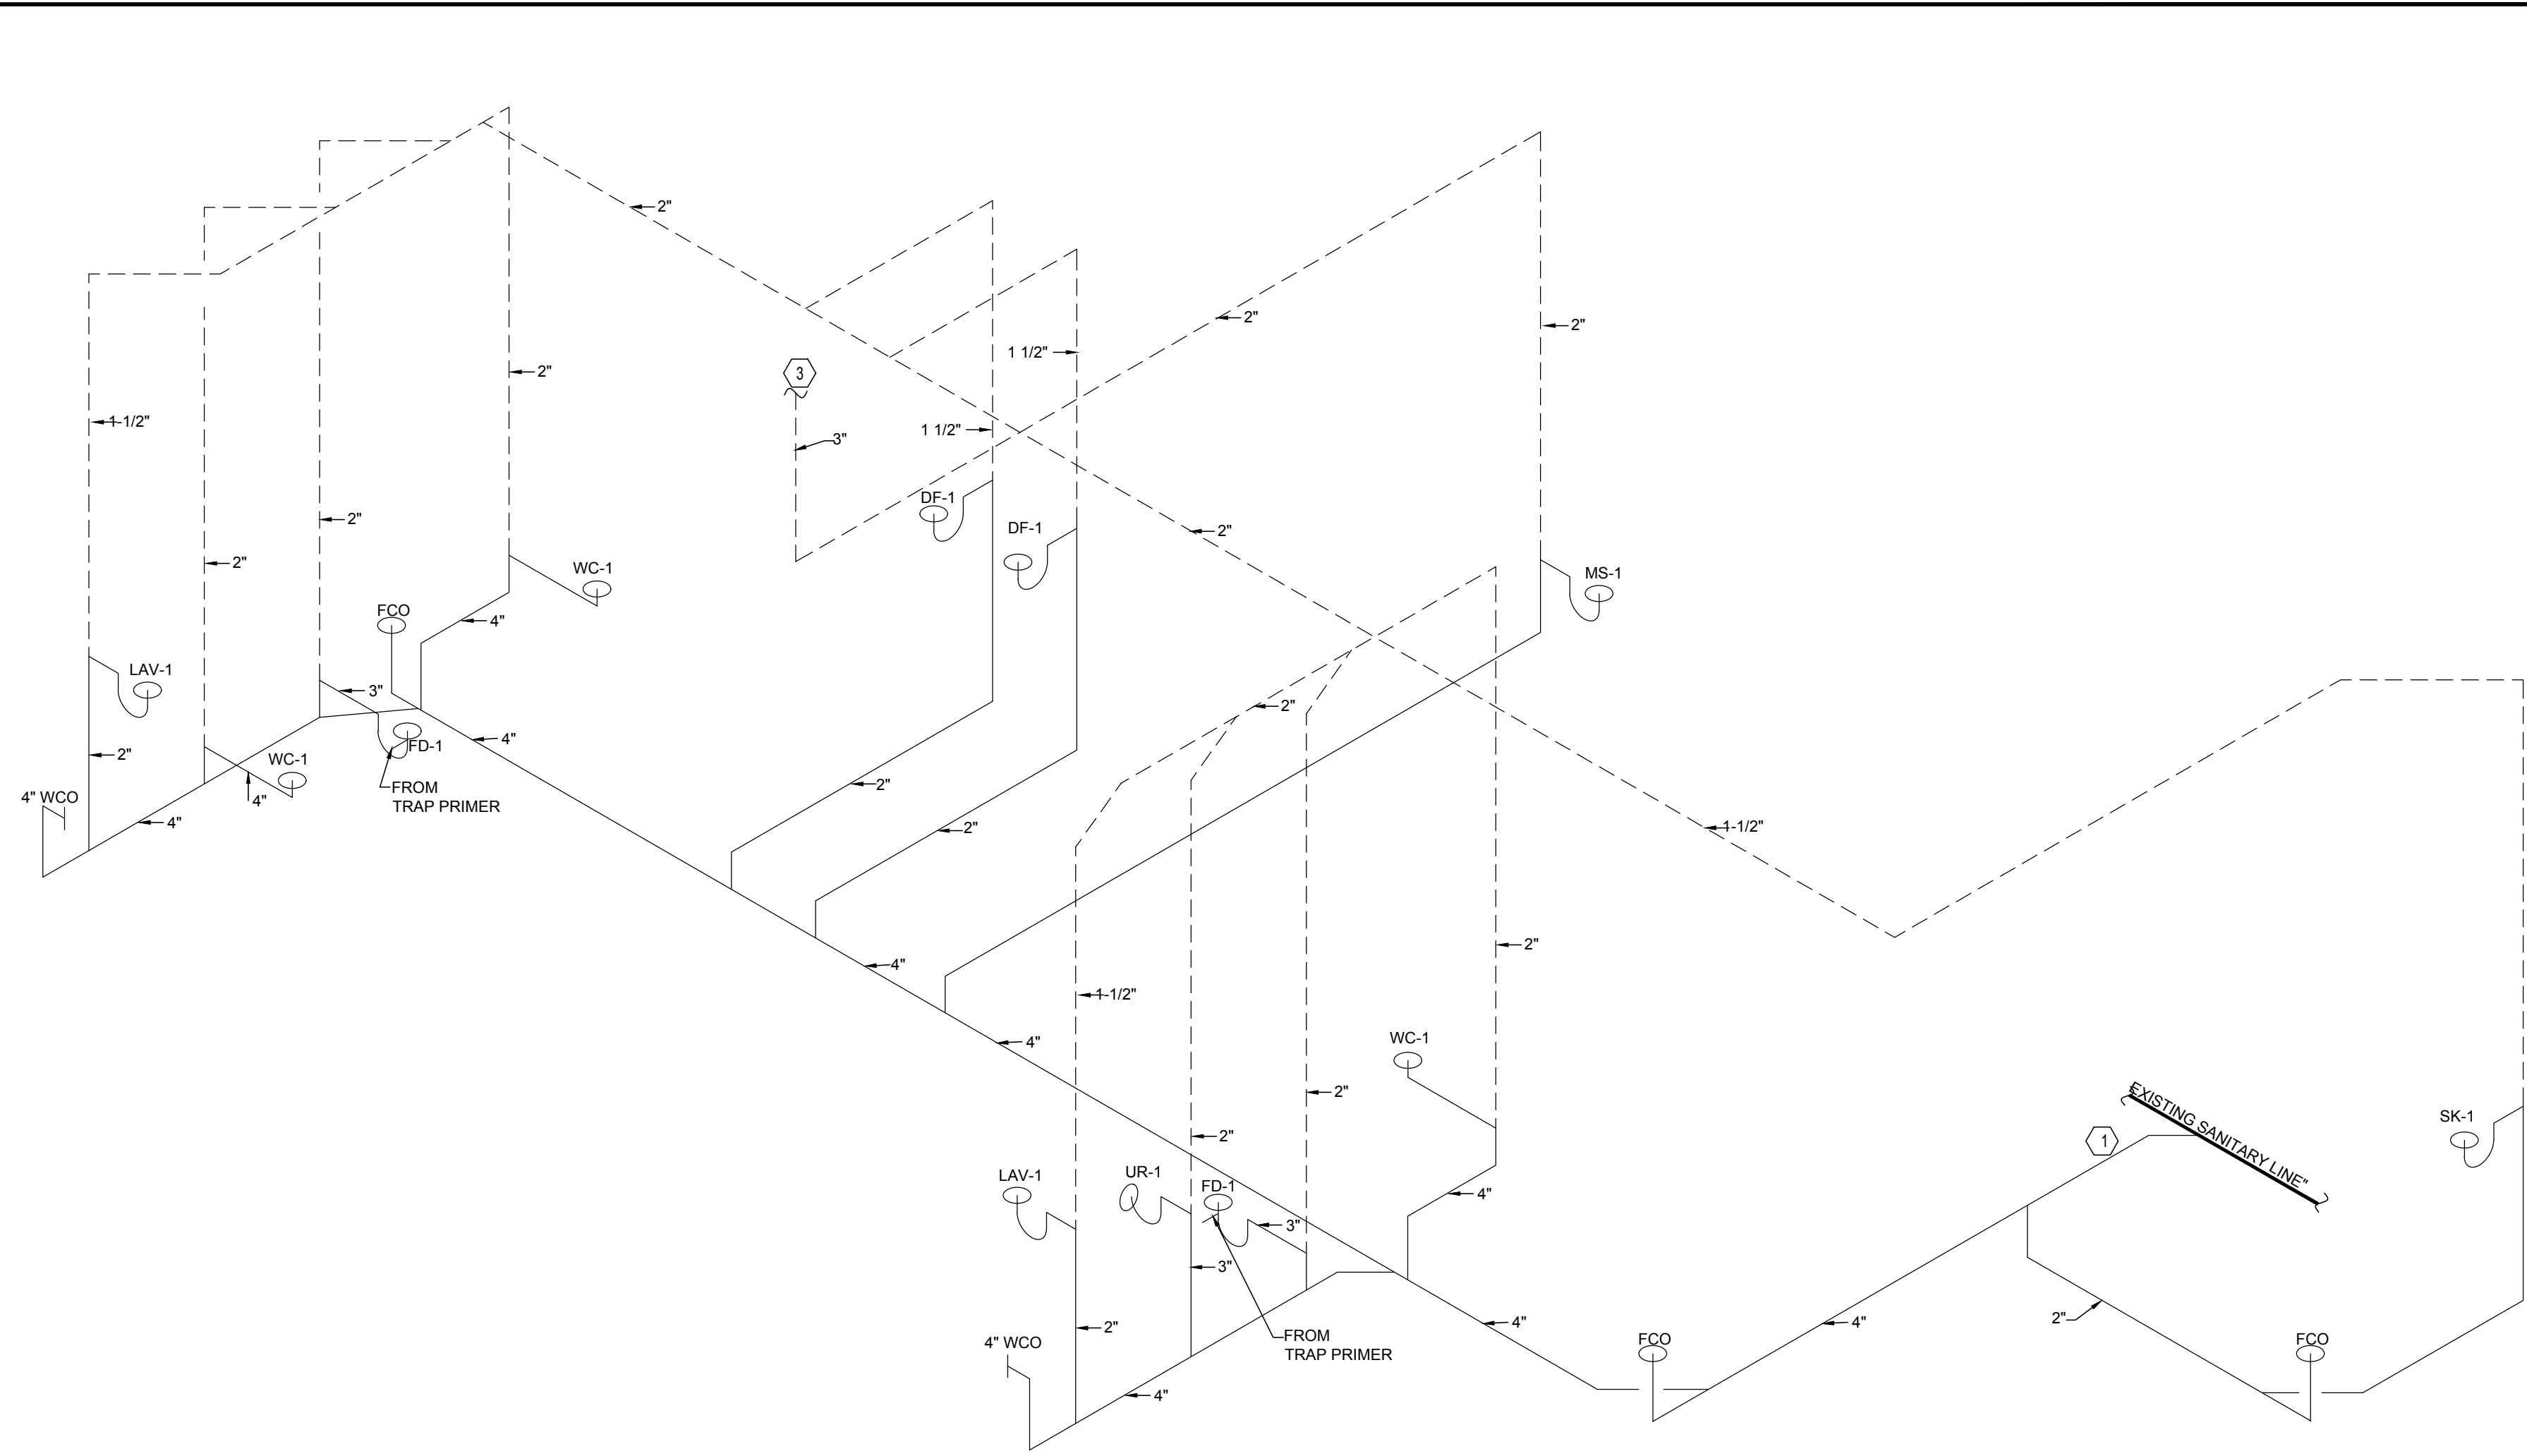 2"
2"
2"
1 1/2"
2"
3
1-1/2"
1 1/2"
3"
DF-1
2"
DF-1
2"
2"
WC-1
MS-1
FCO
4"
LAV-1
3"
2"
4"
FD-1
2"
WC-1
2"
FROM
TRAP PRIMER
4" WCO
4"
4"
2"
1-1/2"
2"
4"
1-1/2"
4"
2"
WC-1
2"
EXISTING SANITARY LINE"
1
SK-1
2"
LAV-1
UR-1
FD-1
4"
3"
3"
2"
4"
4"
2"
FROM
TRAP PRIMER
4" WCO
FCO
FCO
4"